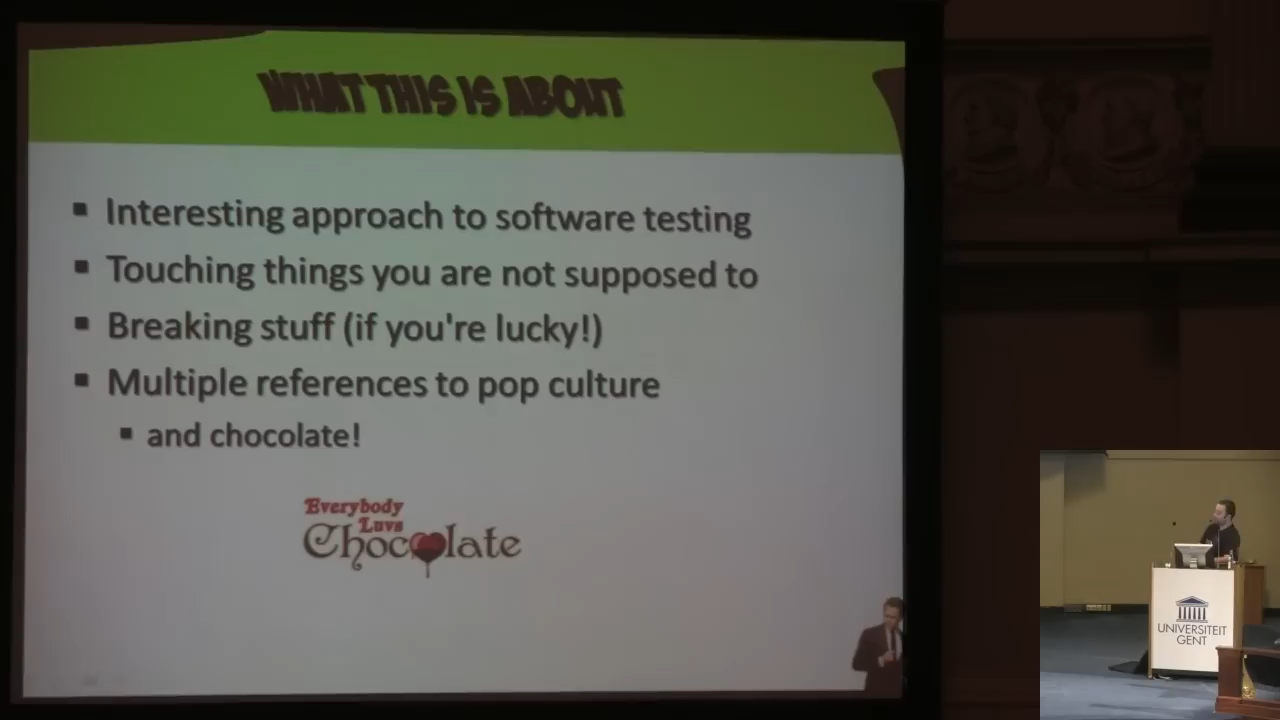 WHAT THIS IS ABOUT
Interesting approach to software testing
Touching things you are not supposed to
Breaking stuff (if you're lucky!)
Multiple references to pop culture
and chocolate!
Everybody
Luvs
Chocolate
UNIVERSITEIT
GENT